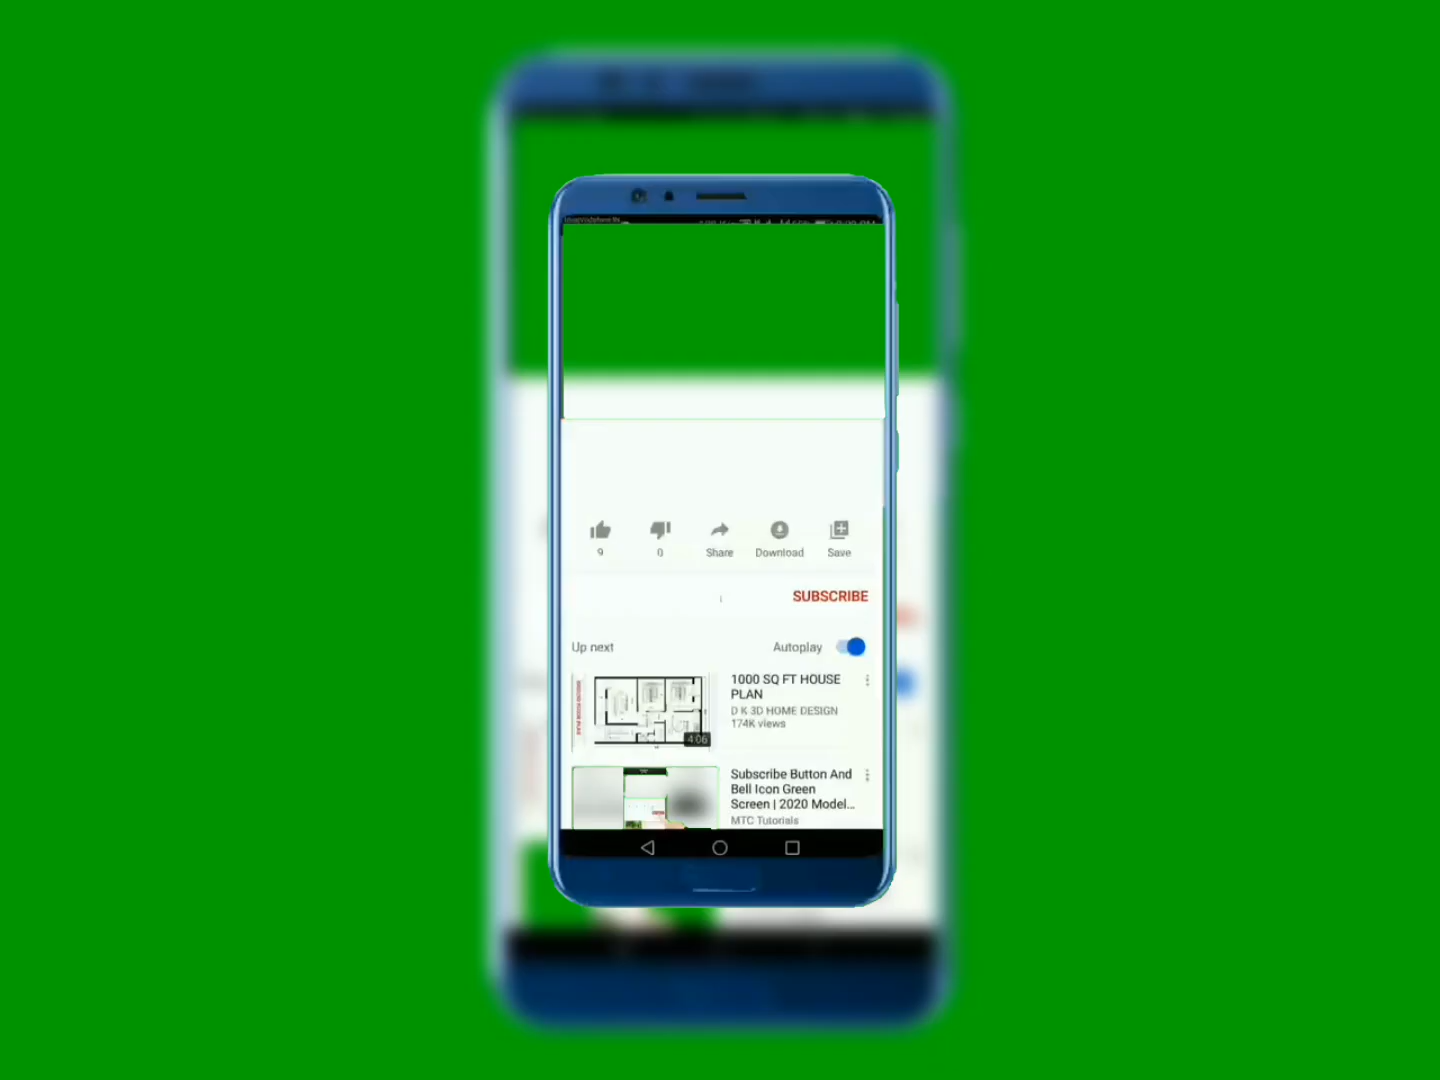 9
0
Share
Download
Save
SUBSCRIBE
Up next
Autoplay
1000 SQ FT HOUSE
PLAN
D K 3D HOME DESIGN
174K views
4:06
Subscribe Button And
Bell Icon Green
Screen | 2020 Model...
MTC Tutorials